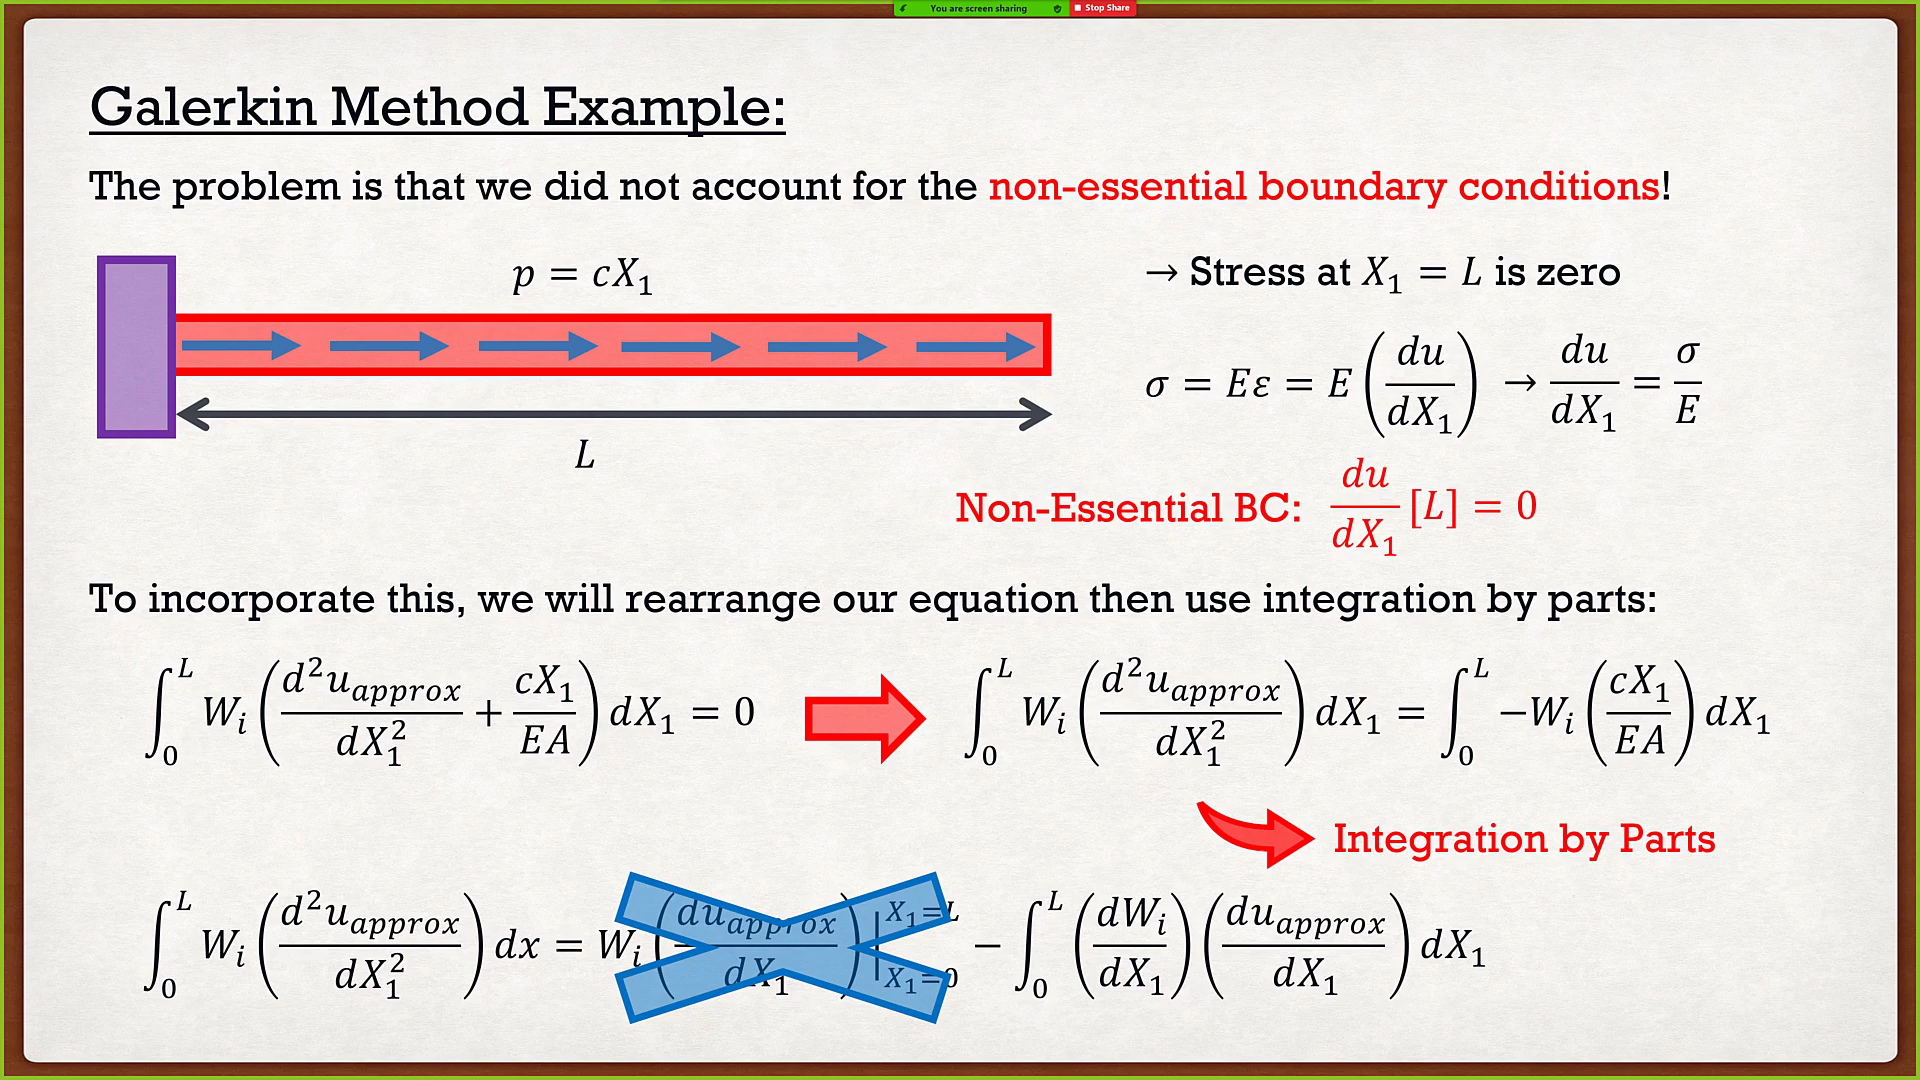 You are screen sharing Stop Share
Galerkin Method Example:
The problem is that we did not account for the non-essential boundary conditions!
p = cX₁
→ Stress at X₁ = L is zero
σ = Eε = E (du/dX₁) → du/dX₁ = σ/E
L
Non-Essential BC: du/dX₁ [L] = 0
To incorporate this, we will rearrange our equation then use integration by parts:
∫₀ᴸ Wᵢ (d²u_approx/dX₁² + cX₁/EA) dX₁ = 0
∫₀ᴸ Wᵢ (d²u_approx/dX₁²) dX₁ = ∫₀ᴸ −Wᵢ (cX₁/EA) dX₁
Integration by Parts
∫₀ᴸ Wᵢ (d²u_approx/dX₁²) dx = Wᵢ (du_approx/dX₁)|_{X₁=0}^{X₁=L} − ∫₀ᴸ (dWᵢ/dX₁) (du_approx/dX₁) dX₁